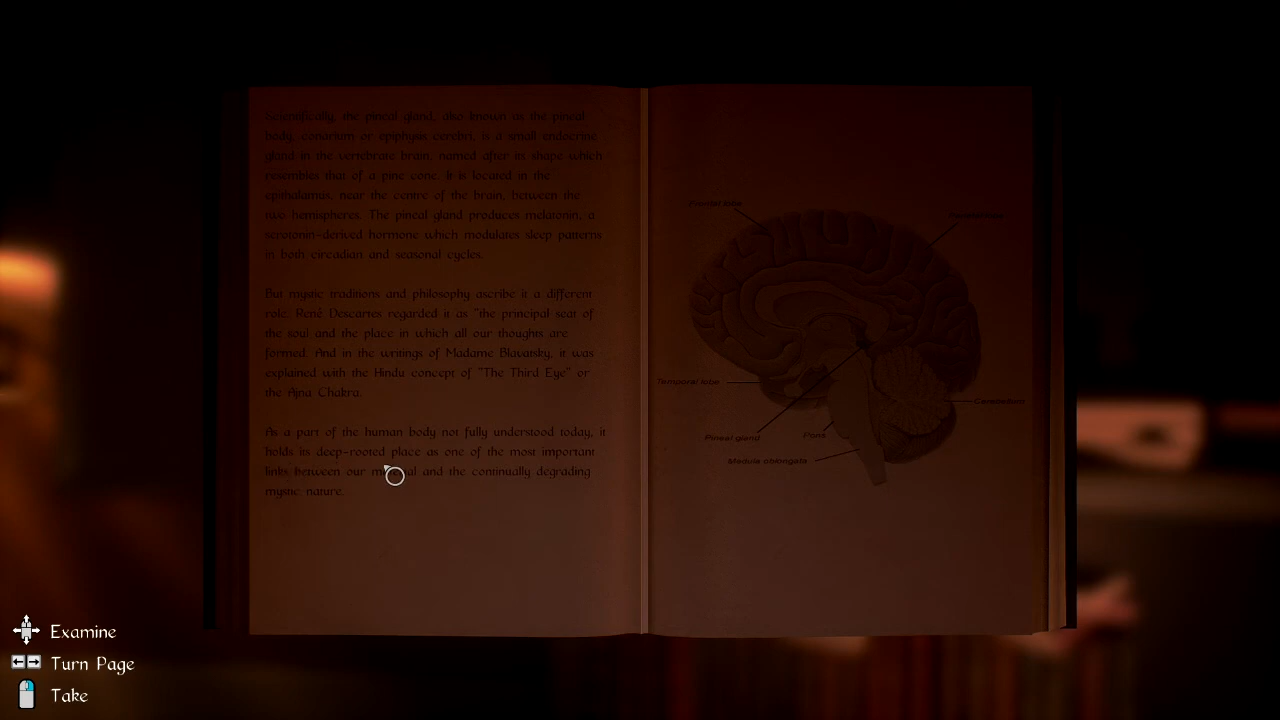 Scientifically, the pineal gland, also known as the pineal
body, conarium or epiphysis cerebri, is a small endocrine
gland in the vertebrate brain, named after its shape which
resembles that of a pine cone. It is located in the
epithalamus, near the centre of the brain, between the
two hemispheres. The pineal gland produces melatonin, a
serotonin-derived hormone which modulates sleep patterns
in both circadian and seasonal cycles.
But mystic traditions and philosophy ascribe it a different
role. René Descartes regarded it as "the principal seat of
the soul and the place in which all our thoughts are
formed. And in the writings of Madame Blavatsky, it was
explained with the Hindu concept of "The Third Eye" or
the Ajna Chakra.
As a part of the human body not fully understood today, it
holds its deep-rooted place as one of the most important
links between our and the continually degrading
mystic nature.
Frontal lobe
Temporal lobe
Cerebellum
Pineal gland
Pons
Medulla oblongata
Examine
Turn Page
Take